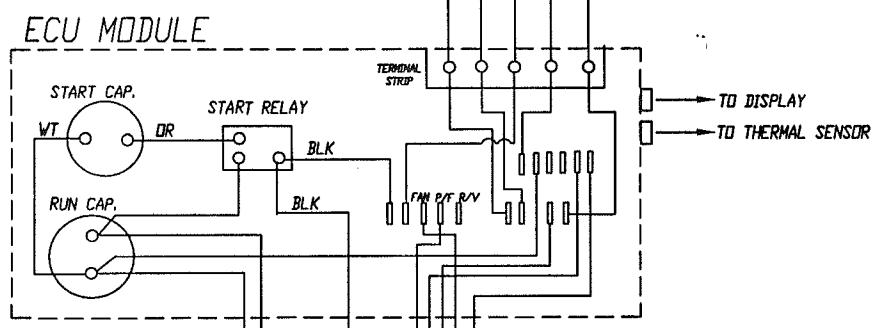 ECU MODULE
TERMINAL
STRIP
START CAP.
START RELAY
TO DISPLAY
WT
OR
TO THERMAL SENSOR
BLK
RUN CAP.
BLK
FAN P/F R/V